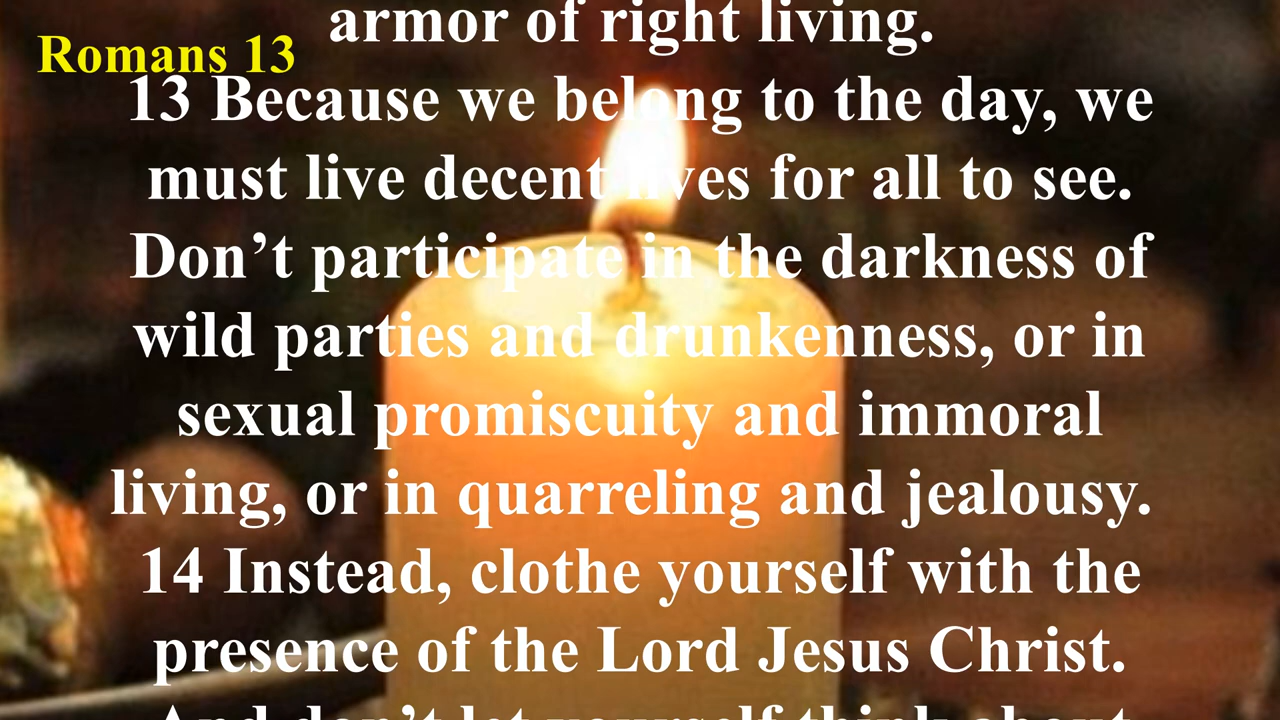 armor of right living.
Romans 13
13 Because we belong to the day, we
must live decent lives for all to see.
Don’t participate in the darkness of
wild parties and drunkenness, or in
sexual promiscuity and immoral
living, or in quarreling and jealousy.
14 Instead, clothe yourself with the
presence of the Lord Jesus Christ.
And don’t let yourself think about